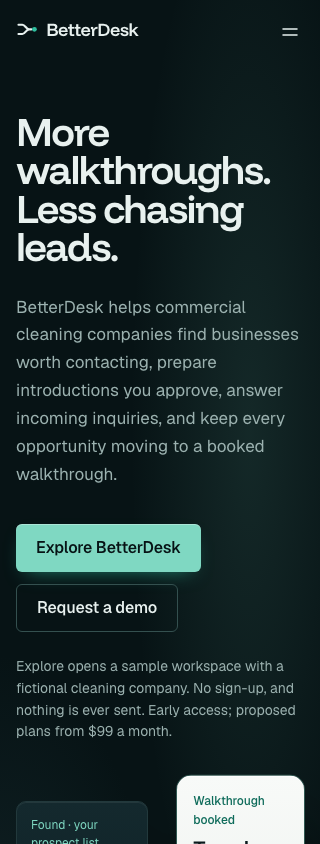 BetterDesk
More
walkthroughs.
Less chasing
leads.
BetterDesk helps commercial
cleaning companies find businesses
worth contacting, prepare
introductions you approve, answer
incoming inquiries, and keep every
opportunity moving to a booked
walkthrough.
Explore BetterDesk
Request a demo
Explore opens a sample workspace with a
fictional cleaning company. No sign-up, and
nothing is ever sent. Early access; proposed
plans from $99 a month.
Walkthrough
booked
Found · your
prospect list